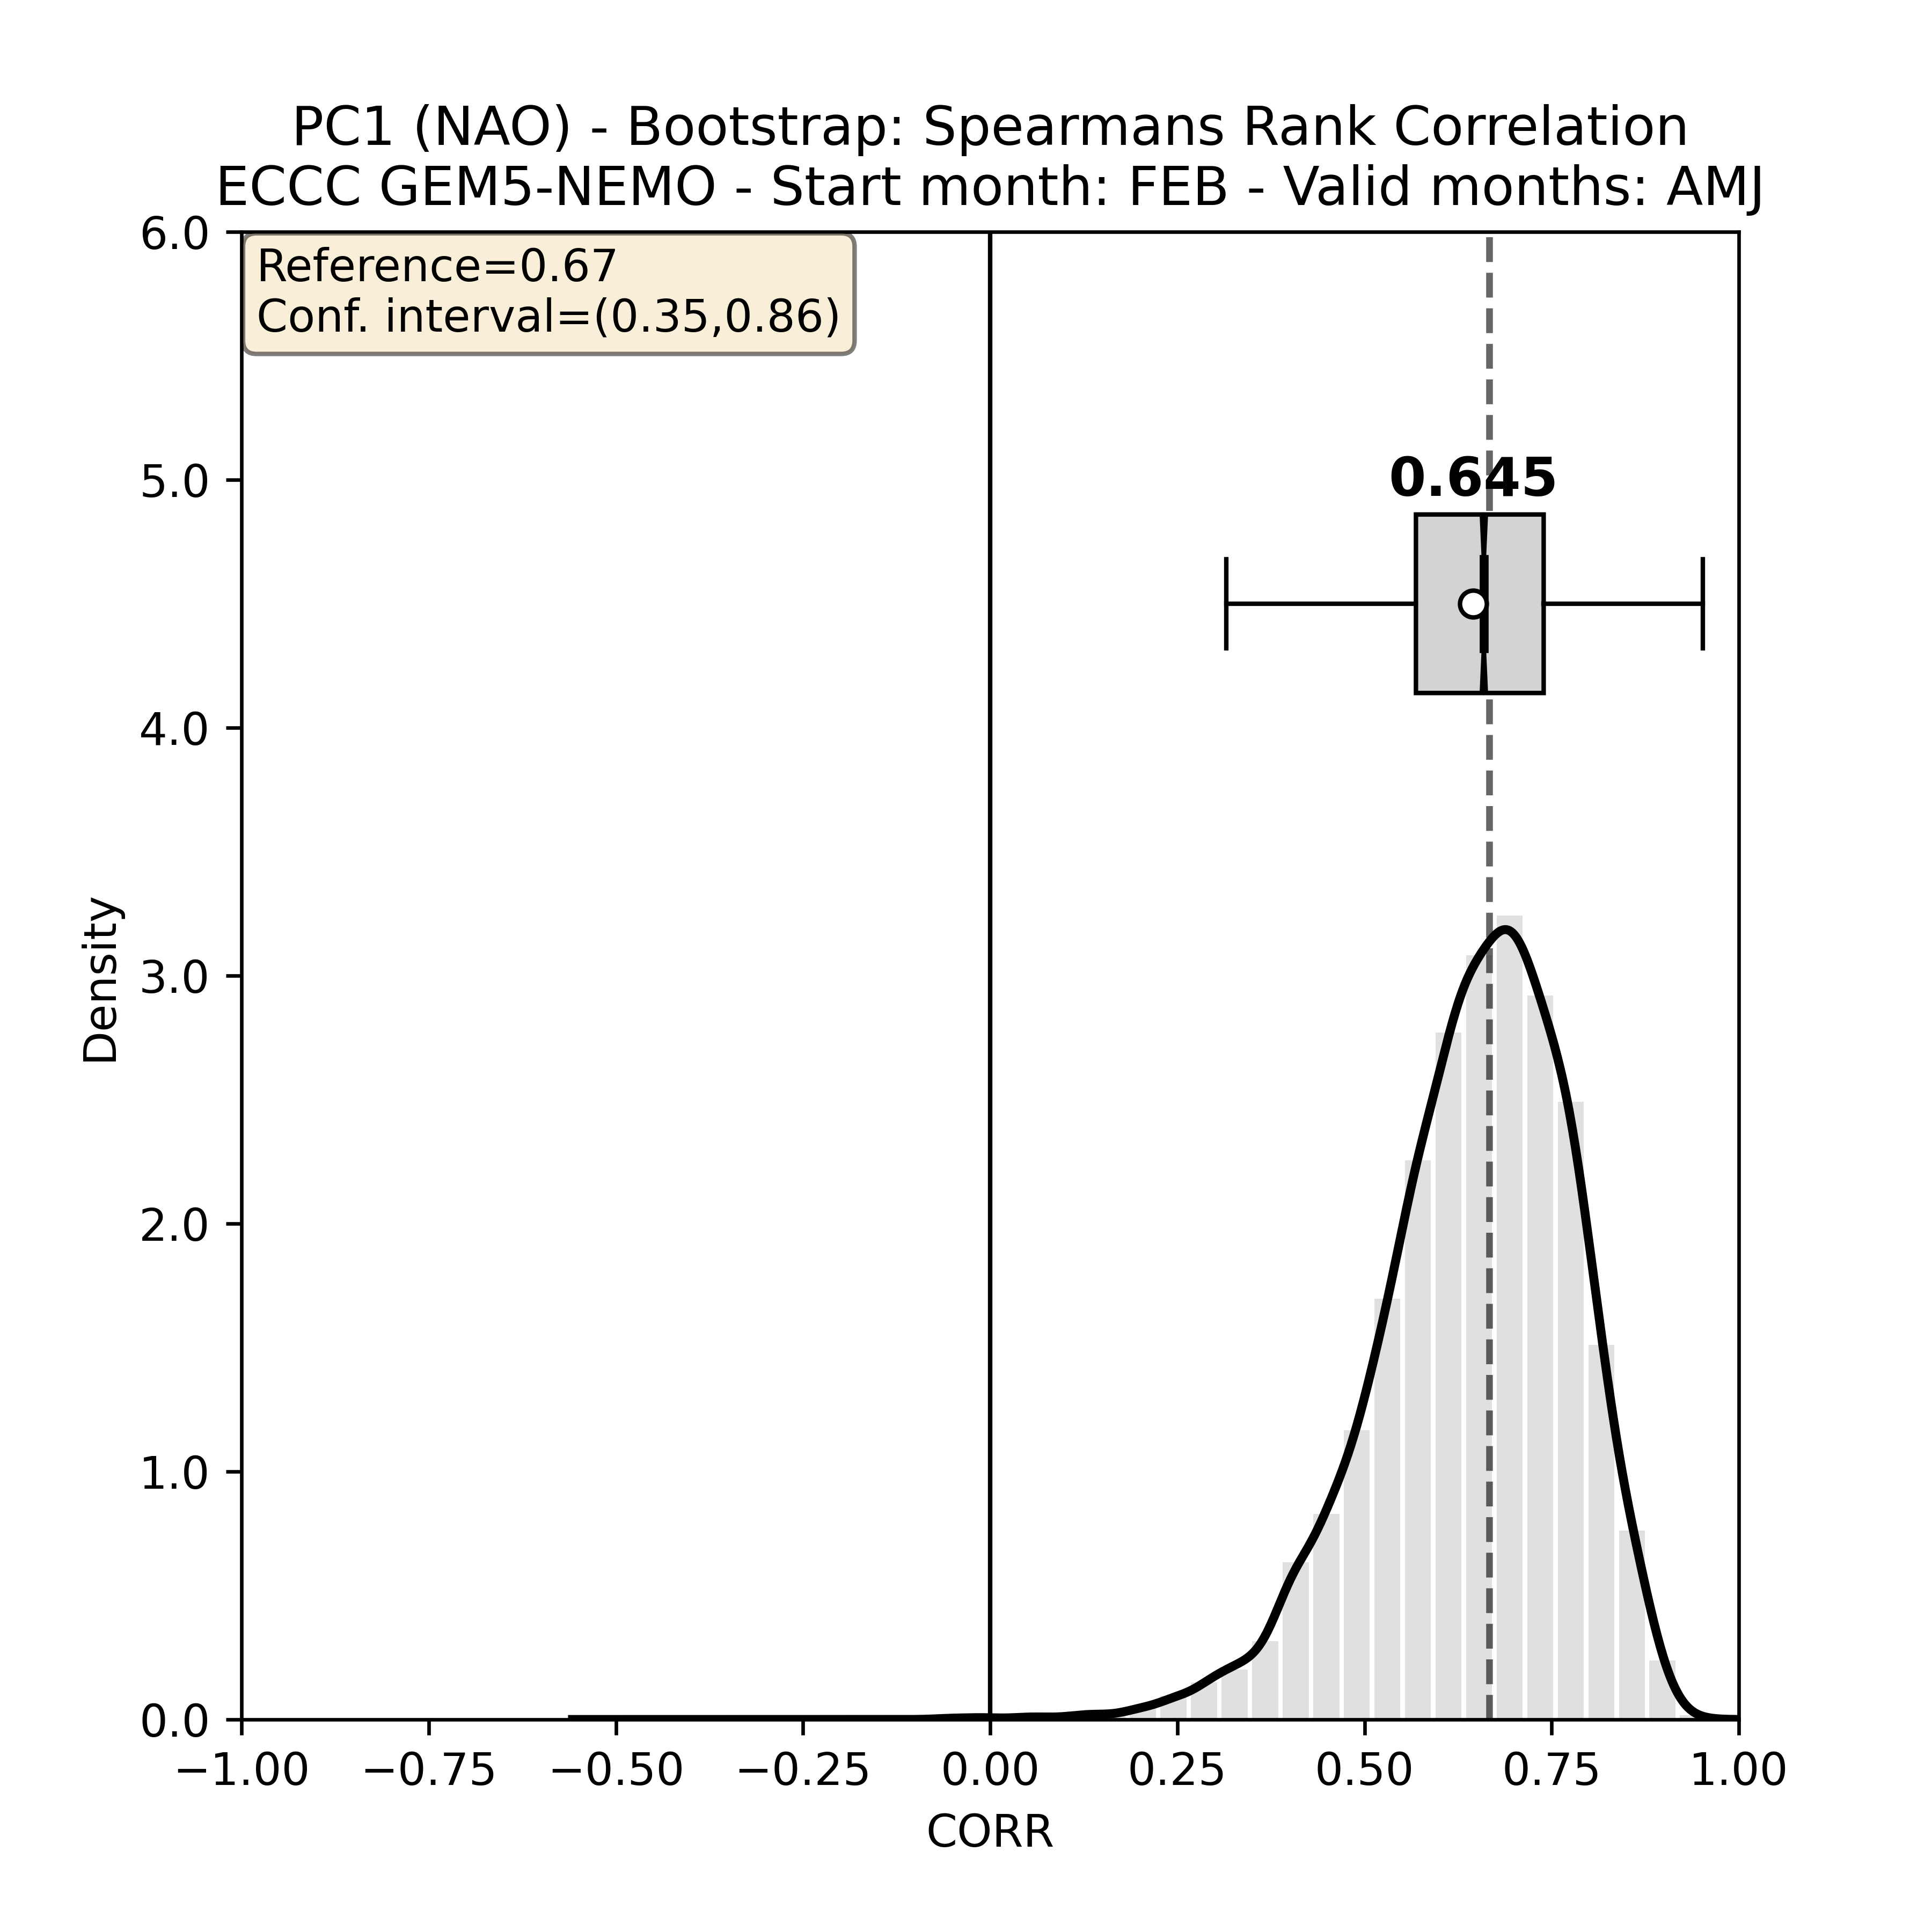 PC1 (NAO) - Bootstrap: Spearmans Rank Correlation
ECCC GEM5-NEMO - Start month: FEB - Valid months: AMJ
Reference=0.67
Conf. interval=(0.35,0.86)
0.645
6.0
5.0
4.0
3.0
2.0
1.0
0.0
Density
−1.00 −0.75 −0.50 −0.25 0.00 0.25 0.50 0.75 1.00
CORR